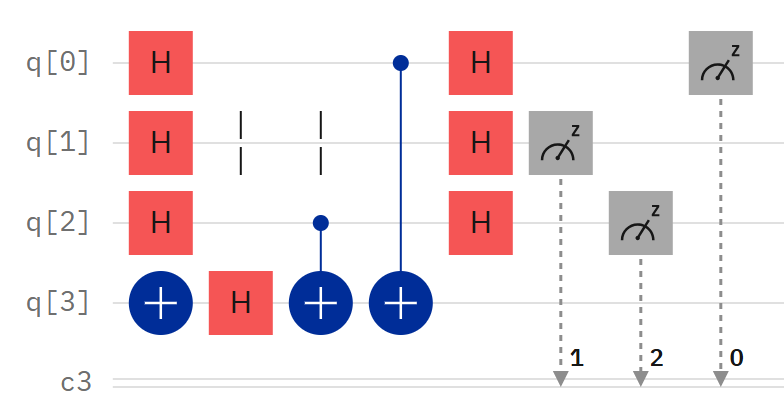 q[0] H H z
q[1] H H z
q[2] H H z
q[3] H
1 2 0
c3